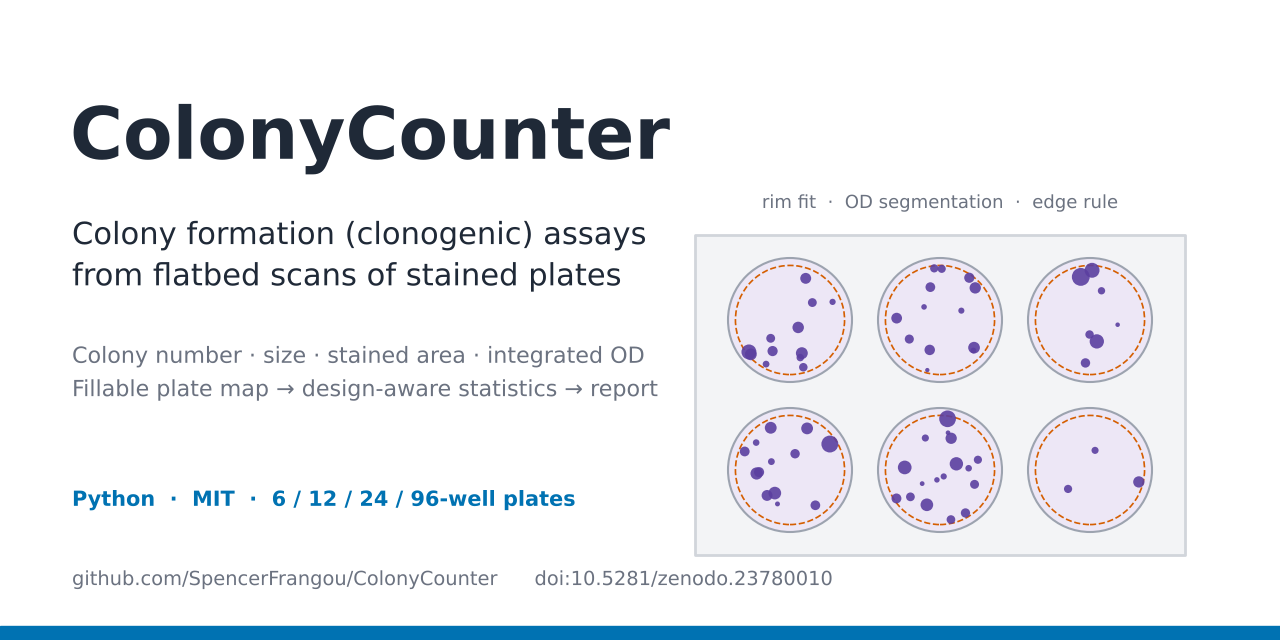 ColonyCounter
Colony formation (clonogenic) assays
from flatbed scans of stained plates
Colony number · size · stained area · integrated OD
Fillable plate map → design-aware statistics → report
Python · MIT · 6 / 12 / 24 / 96-well plates
rim fit · OD segmentation · edge rule
github.com/SpencerFrangou/ColonyCounter doi:10.5281/zenodo.23780010